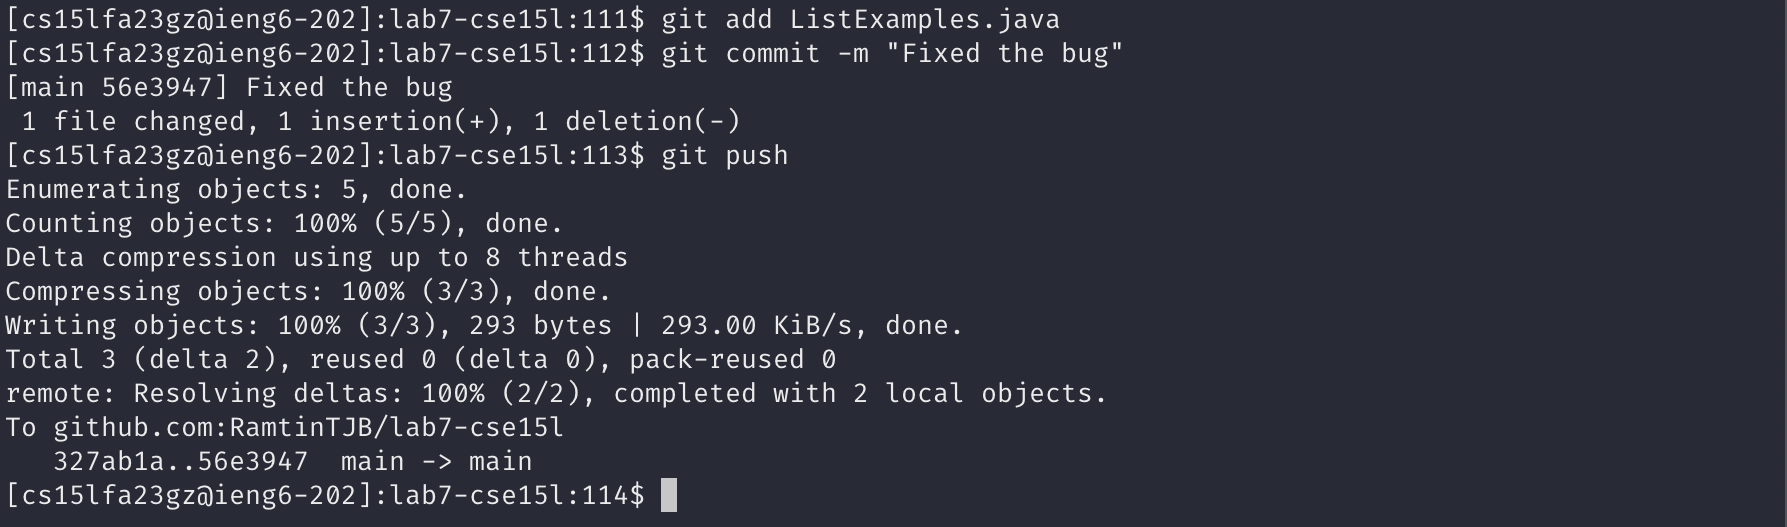 [cs15lfa23gz@ieng6-202]:lab7-cse15l:111$ git add ListExamples.java
[cs15lfa23gz@ieng6-202]:lab7-cse15l:112$ git commit -m "Fixed the bug"
[main 56e3947] Fixed the bug
 1 file changed, 1 insertion(+), 1 deletion(-)
[cs15lfa23gz@ieng6-202]:lab7-cse15l:113$ git push
Enumerating objects: 5, done.
Counting objects: 100% (5/5), done.
Delta compression using up to 8 threads
Compressing objects: 100% (3/3), done.
Writing objects: 100% (3/3), 293 bytes | 293.00 KiB/s, done.
Total 3 (delta 2), reused 0 (delta 0), pack-reused 0
remote: Resolving deltas: 100% (2/2), completed with 2 local objects.
To github.com:RamtinTJB/lab7-cse15l
   327ab1a..56e3947  main -> main
[cs15lfa23gz@ieng6-202]:lab7-cse15l:114$